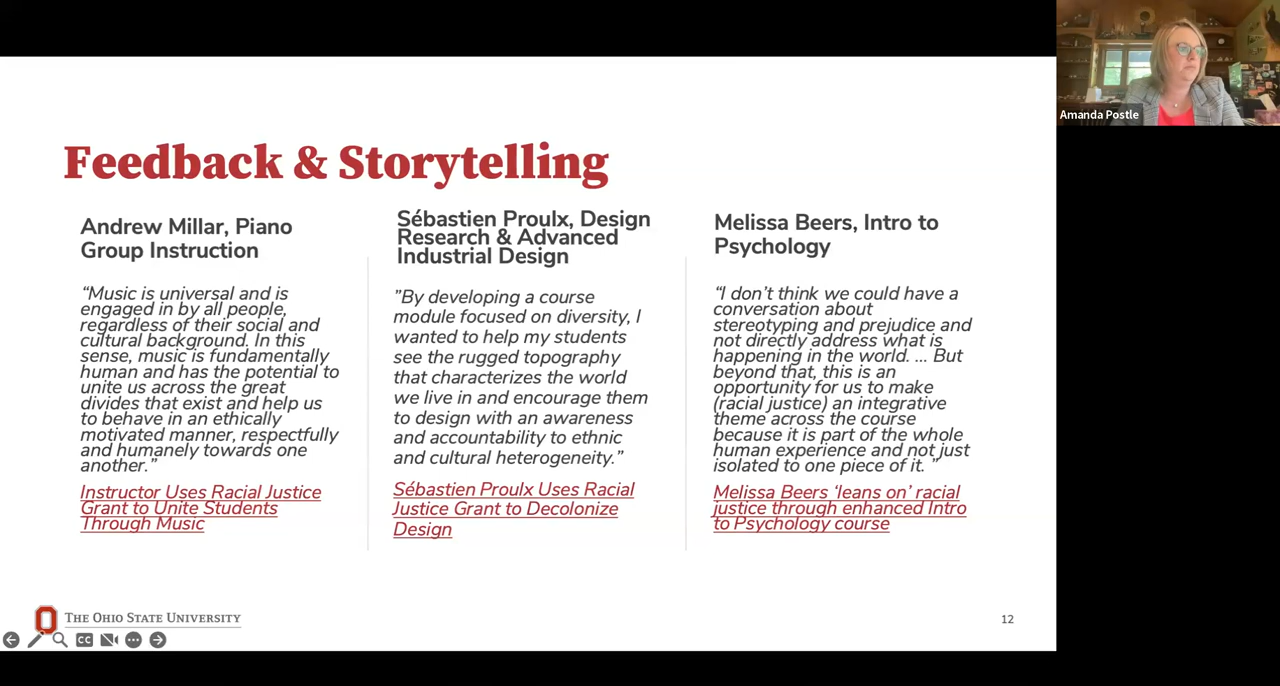 Amanda Postle
Feedback & Storytelling
Andrew Millar, Piano
Group Instruction
“Music is universal and is
engaged in by all people,
regardless of their social and
cultural background. In this
sense, music is fundamentally
human and has the potential to
unite us across the great
divides that exist and help us
to behave in an ethically
motivated manner, respectfully
and humanely towards one
another.”
Instructor Uses Racial Justice
Grant to Unite Students
Through Music
Sébastien Proulx, Design
Research & Advanced
Industrial Design
”By developing a course
module focused on diversity, I
wanted to help my students
see the rugged topography
that characterizes the world
we live in and encourage them
to design with an awareness
and accountability to ethnic
and cultural heterogeneity.”
Sébastien Proulx Uses Racial
Justice Grant to Decolonize
Design
Melissa Beers, Intro to
Psychology
“I don’t think we could have a
conversation about
stereotyping and prejudice and
not directly address what is
happening in the world. … But
beyond that, this is an
opportunity for us to make
(racial justice) an integrative
theme across the course
because it is part of the whole
human experience and not just
isolated to one piece of it. ”
Melissa Beers ‘leans on’ racial
justice through enhanced Intro
to Psychology course
THE OHIO STATE UNIVERSITY
12
CC